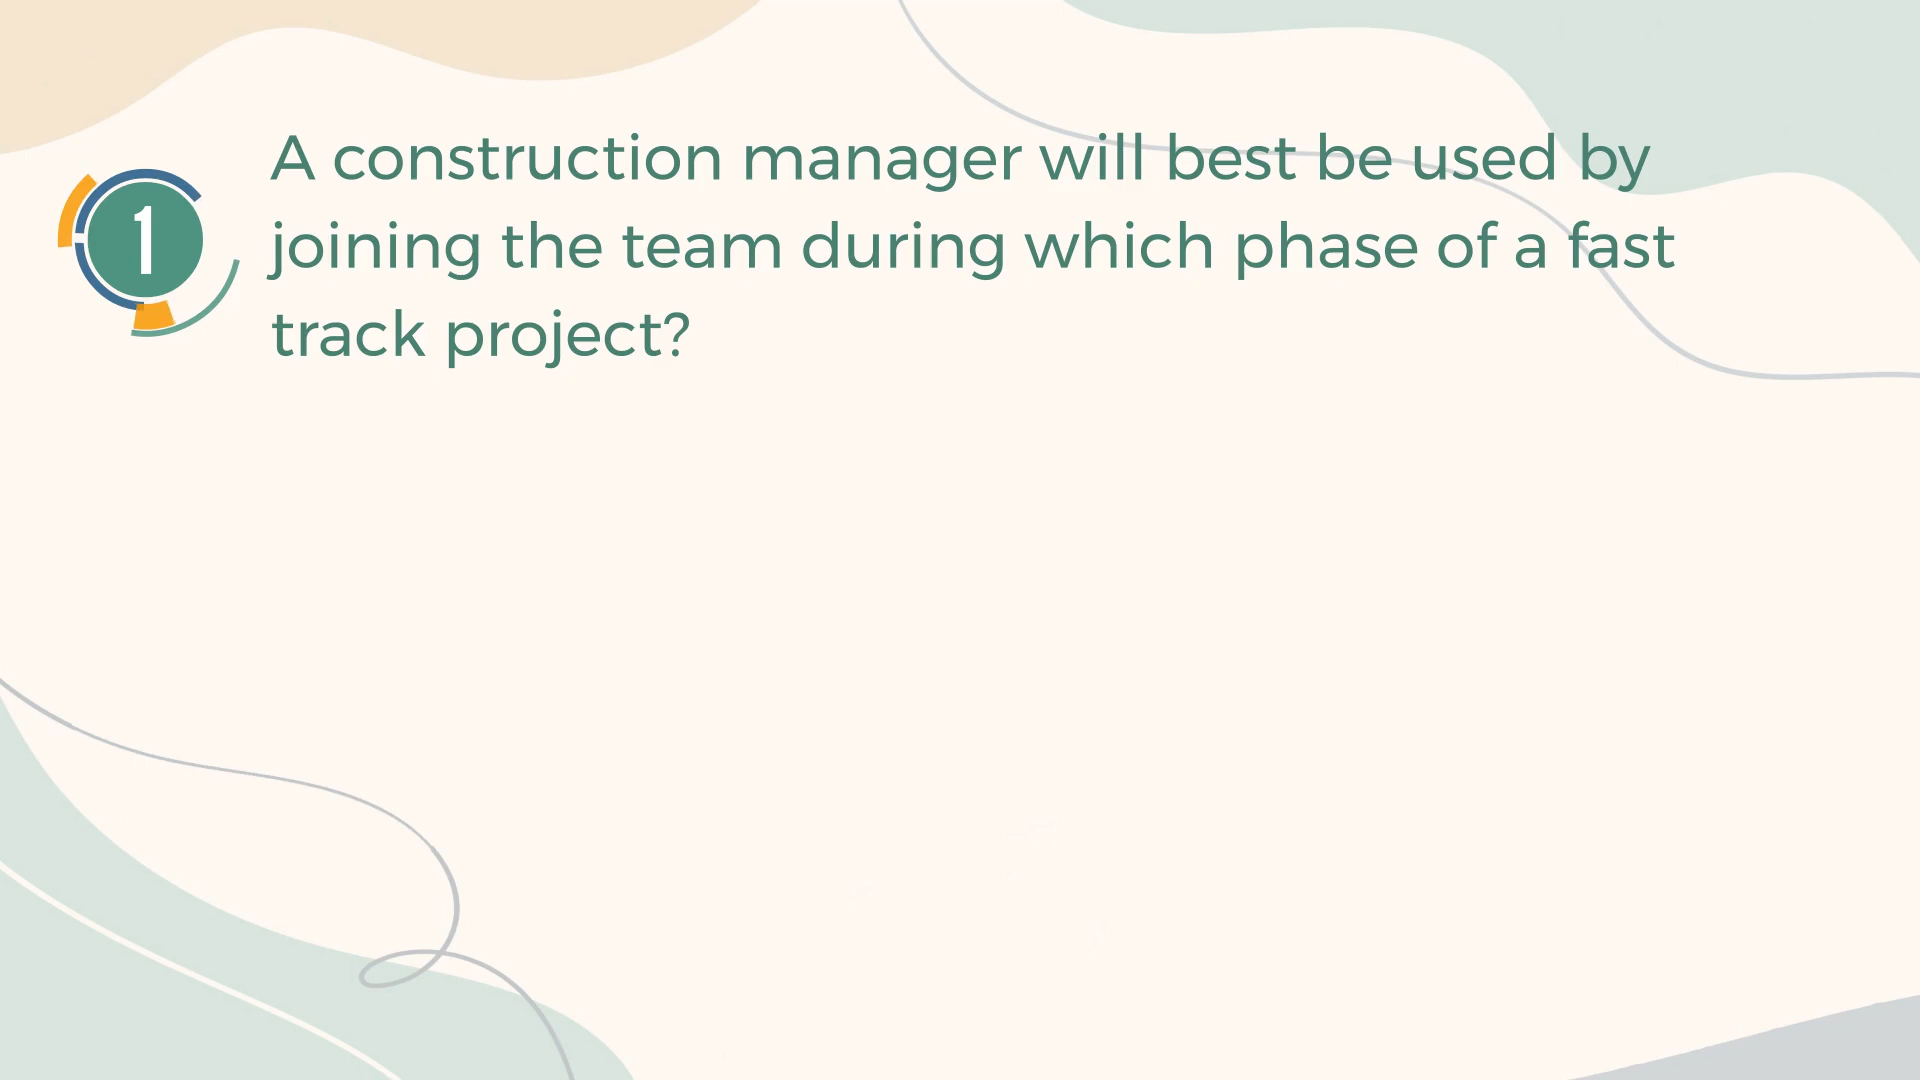 1
A construction manager will best be used by
joining the team during which phase of a fast
track project?